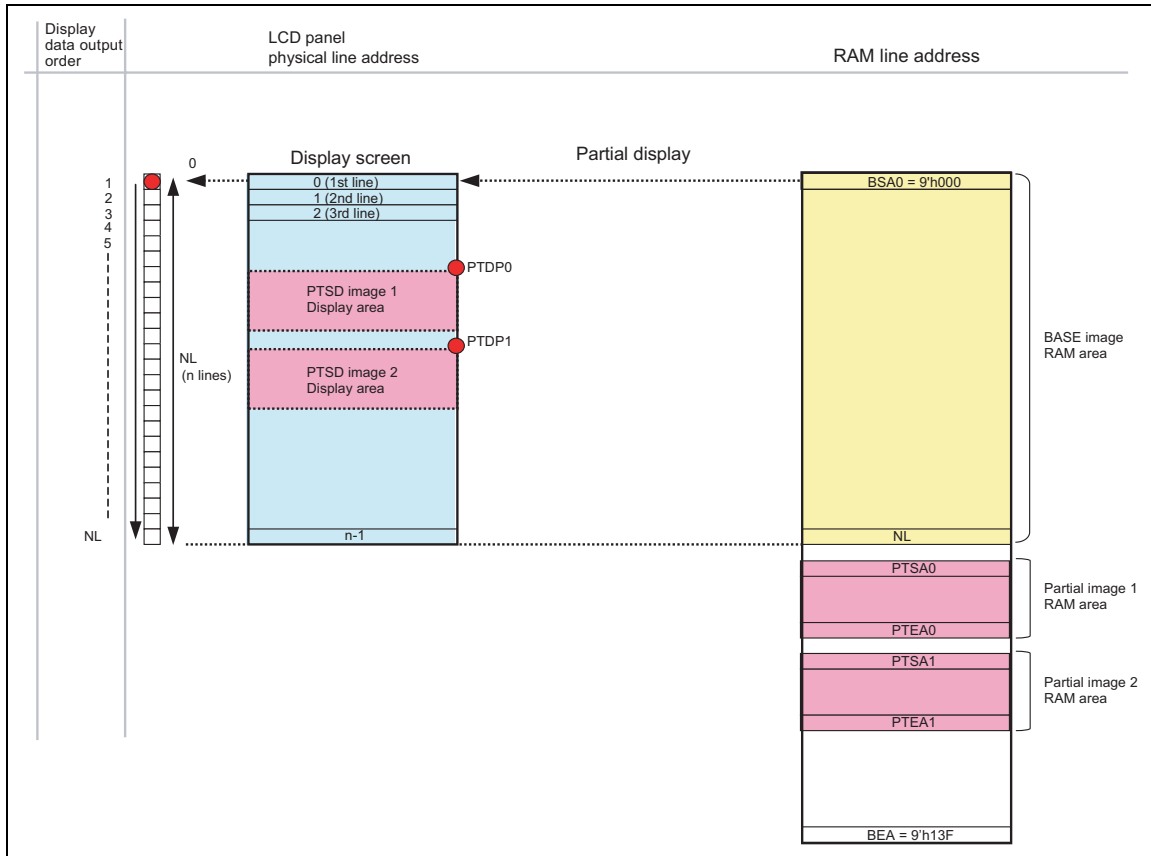 Display
data output
order
LCD panel
physical line address
RAM line address
0
Display screen
Partial display
1
2
3
4
5
NL
NL
(n lines)
0 (1st line)
1 (2nd line)
2 (3rd line)
PTDP0
PTSD image 1
Display area
PTDP1
PTSD image 2
Display area
n-1
BSA0 = 9'h000
BASE image
RAM area
NL
PTSA0
Partial image 1
RAM area
PTEA0
PTSA1
Partial image 2
RAM area
PTEA1
BEA = 9'h13F